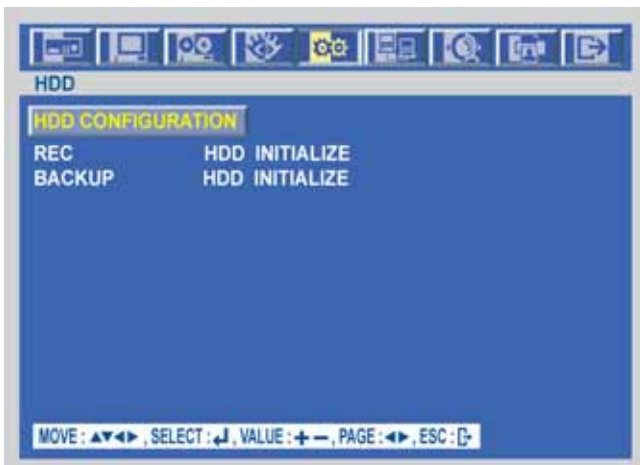 HDD
HDD CONFIGURATION
REC HDD INITIALIZE
BACKUP HDD INITIALIZE
MOVE : ▲▼◀▶ , SELECT : ↲ , VALUE : + − , PAGE : ◀▶ , ESC :